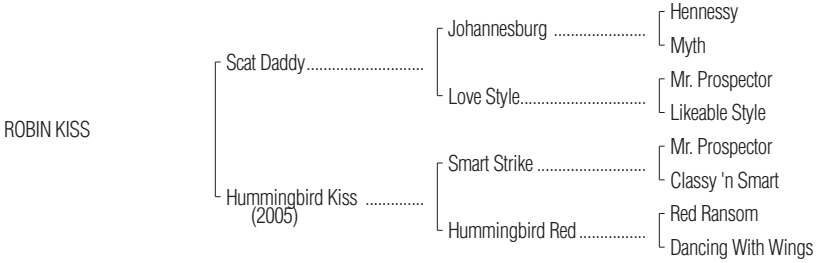 Hennessy
Johannesburg ......................
Myth
Scat Daddy............................
Mr. Prospector
Love Style..............................
Likeable Style
ROBIN KISS
Mr. Prospector
Smart Strike ..........................
Classy 'n Smart
Hummingbird Kiss ..............
(2005)
Red Ransom
Hummingbird Red................
Dancing With Wings